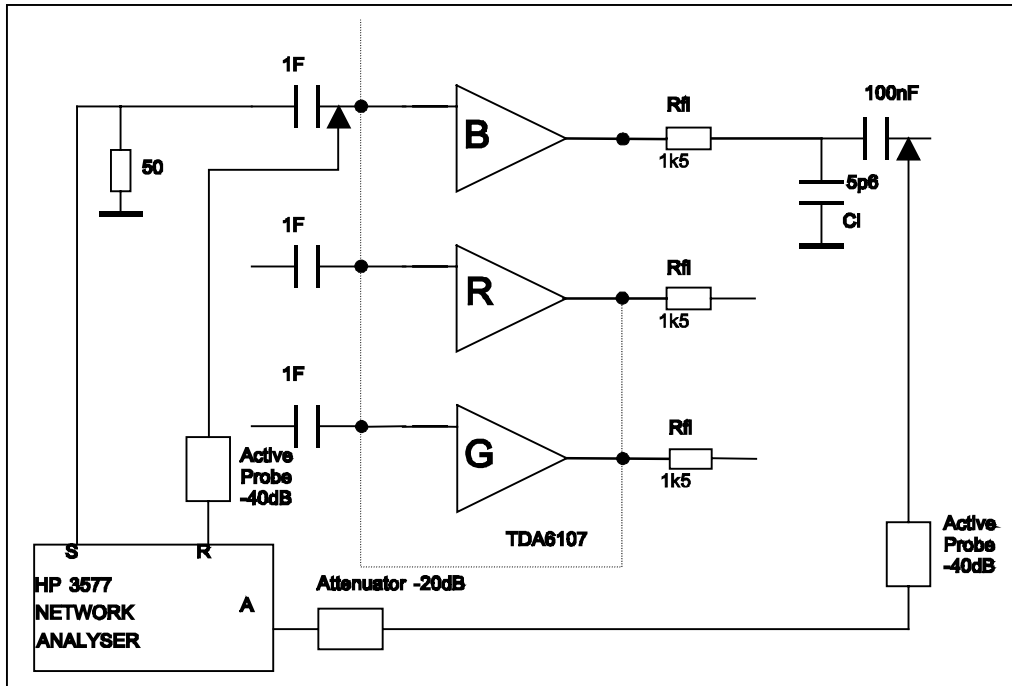 1F
100nF
Rfl
B
1k5
50
5p6
Cl
1F
Rfl
R
1k5
1F
Rfl
G
1k5
Active
Probe
-40dB
TDA6107
Active
Probe
-40dB
S
R
HP 3577
NETWORK
ANALYSER
A
Attenuator -20dB